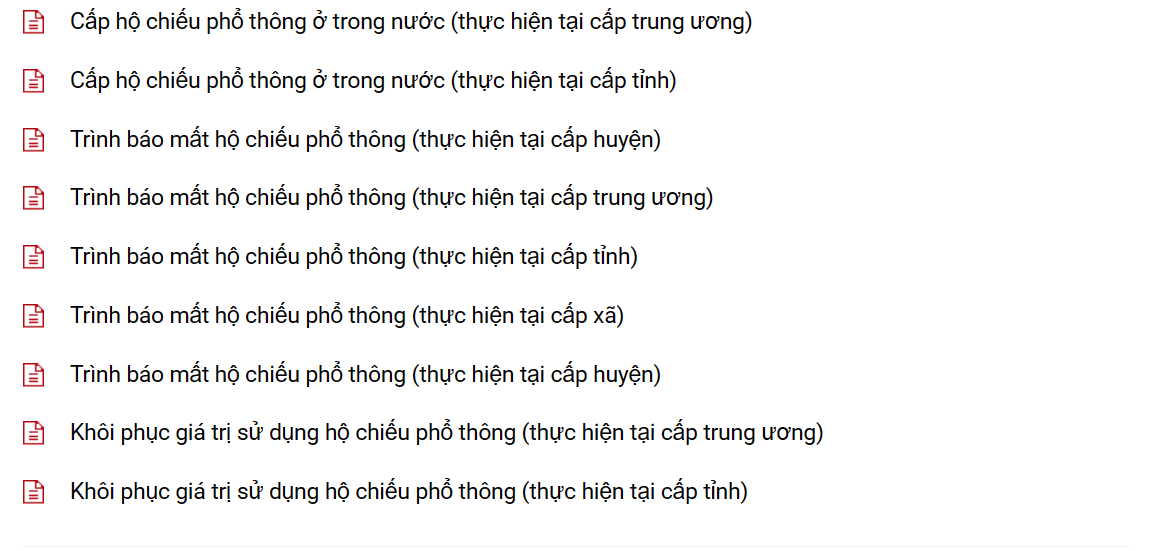 Cấp hộ chiếu phổ thông ở trong nước (thực hiện tại cấp trung ương)
Cấp hộ chiếu phổ thông ở trong nước (thực hiện tại cấp tỉnh)
Trình báo mất hộ chiếu phổ thông (thực hiện tại cấp huyện)
Trình báo mất hộ chiếu phổ thông (thực hiện tại cấp trung ương)
Trình báo mất hộ chiếu phổ thông (thực hiện tại cấp tỉnh)
Trình báo mất hộ chiếu phổ thông (thực hiện tại cấp xã)
Trình báo mất hộ chiếu phổ thông (thực hiện tại cấp huyện)
Khôi phục giá trị sử dụng hộ chiếu phổ thông (thực hiện tại cấp trung ương)
Khôi phục giá trị sử dụng hộ chiếu phổ thông (thực hiện tại cấp tỉnh)